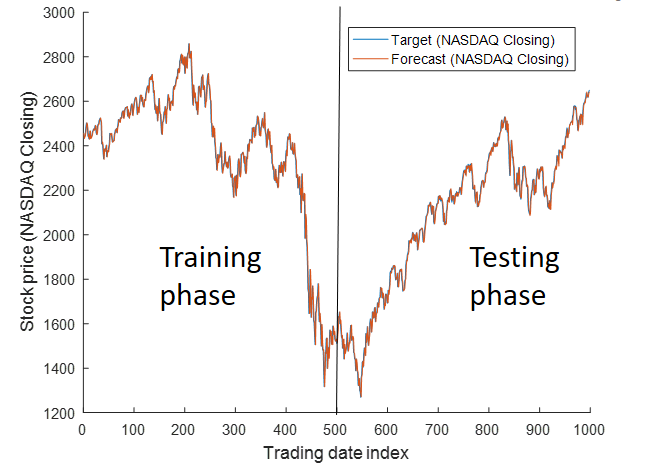 3000
2800
2600
2400
2200
2000
1800
1600
1400
1200
Stock price (NASDAQ Closing)
Target (NASDAQ Closing)
Forecast (NASDAQ Closing)
Training
phase
Testing
phase
0 100 200 300 400 500 600 700 800 900 1000
Trading date index